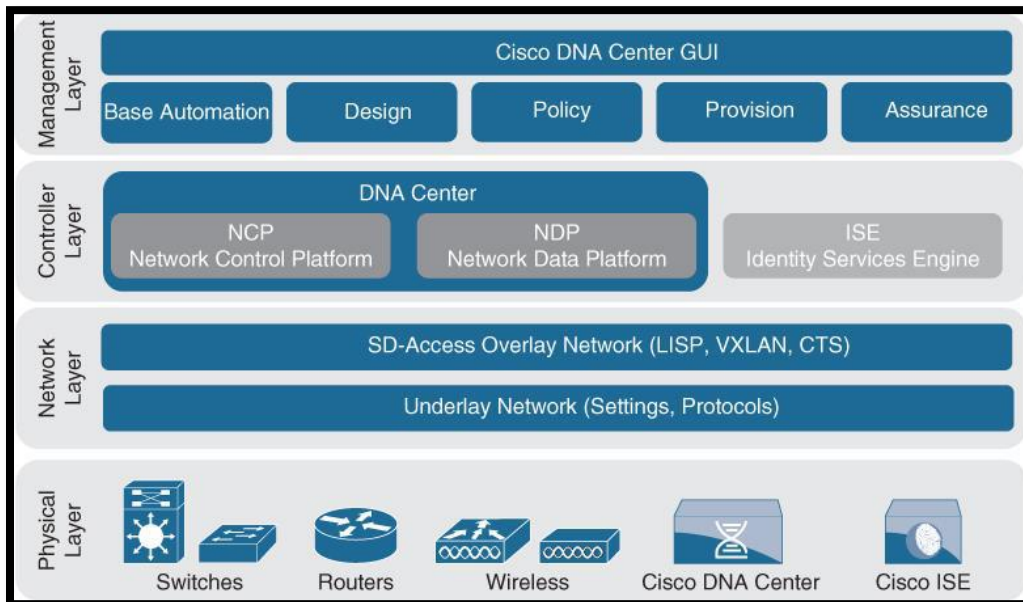 Management
Layer
Cisco DNA Center GUI
Base Automation
Design
Policy
Provision
Assurance
Controller
Layer
DNA Center
NCP
Network Control Platform
NDP
Network Data Platform
ISE
Identity Services Engine
Network
Layer
SD-Access Overlay Network (LISP, VXLAN, CTS)
Underlay Network (Settings, Protocols)
Physical
Layer
Switches
Routers
Wireless
Cisco DNA Center
Cisco ISE